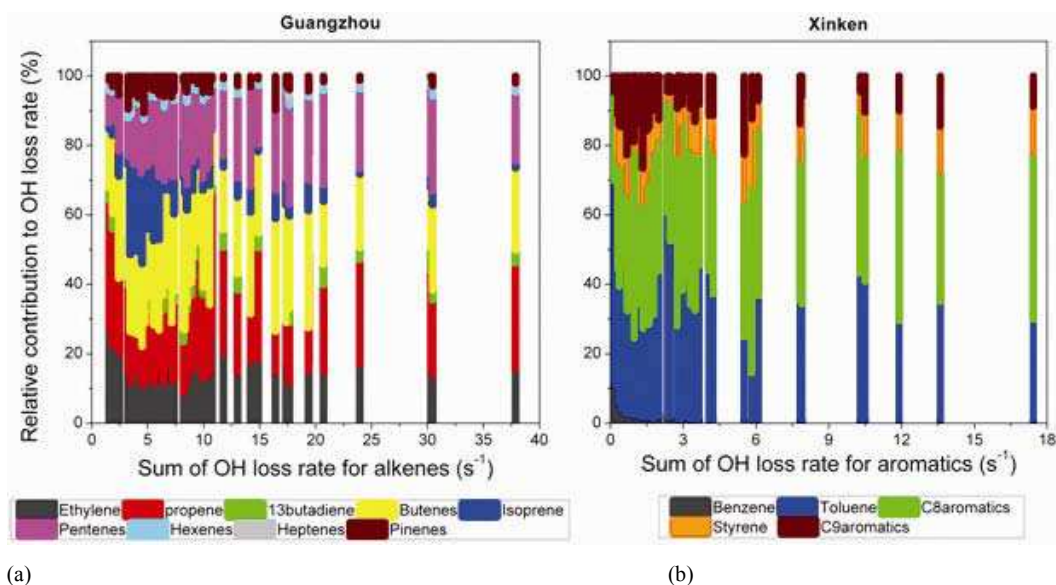 Guangzhou
Xinken
Relative contribution to OH loss rate (%)
100
80
60
40
20
0
0 5 10 15 20 25 30 35 40
Sum of OH loss rate for alkenes (s⁻¹)
100
80
60
40
20
0
0 3 6 9 12 15 18
Sum of OH loss rate for aromatics (s⁻¹)
Ethylene propene 13butadiene Butenes Isoprene
Pentenes Hexenes Heptenes Pinenes
Benzene Toluene C8aromatics
Styrene C9aromatics
(a) (b)